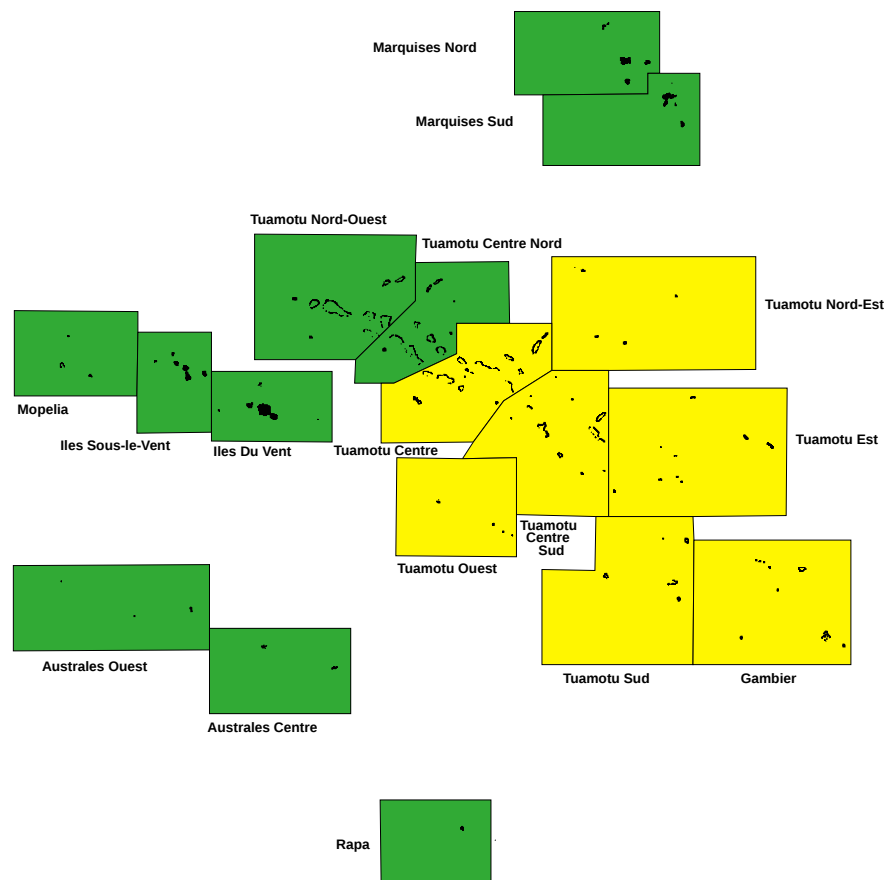 Marquises Nord
Marquises Sud
Tuamotu Nord-Ouest
Tuamotu Centre Nord
Tuamotu Nord-Est
Mopelia
Iles Sous-le-Vent
Iles Du Vent
Tuamotu Centre
Tuamotu Est
Tuamotu
Centre
Sud
Tuamotu Ouest
Australes Ouest
Tuamotu Sud
Gambier
Australes Centre
Rapa